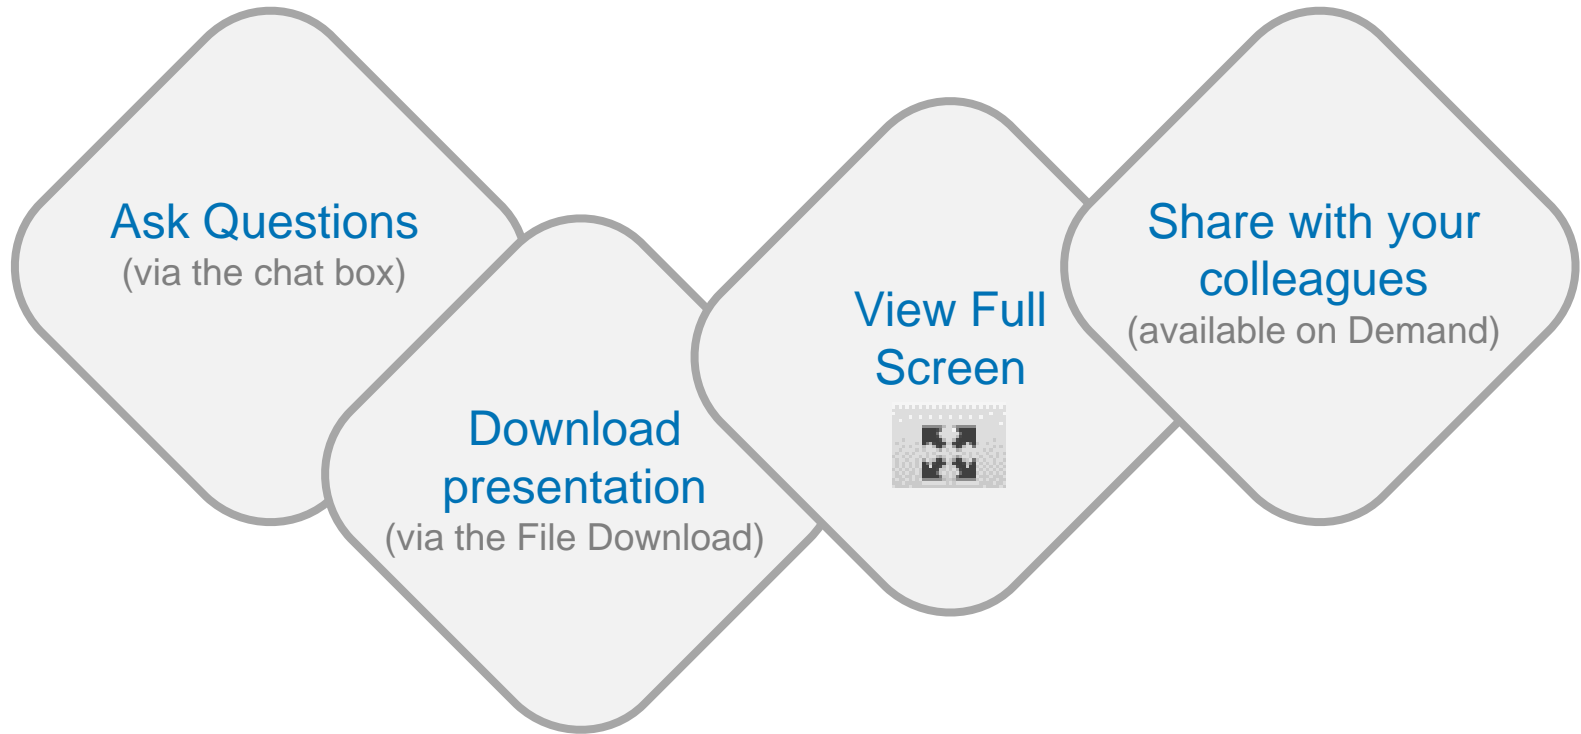 Ask Questions
(via the chat box)
Download
presentation
(via the File Download)
View Full
Screen
Share with your
colleagues
(available on Demand)